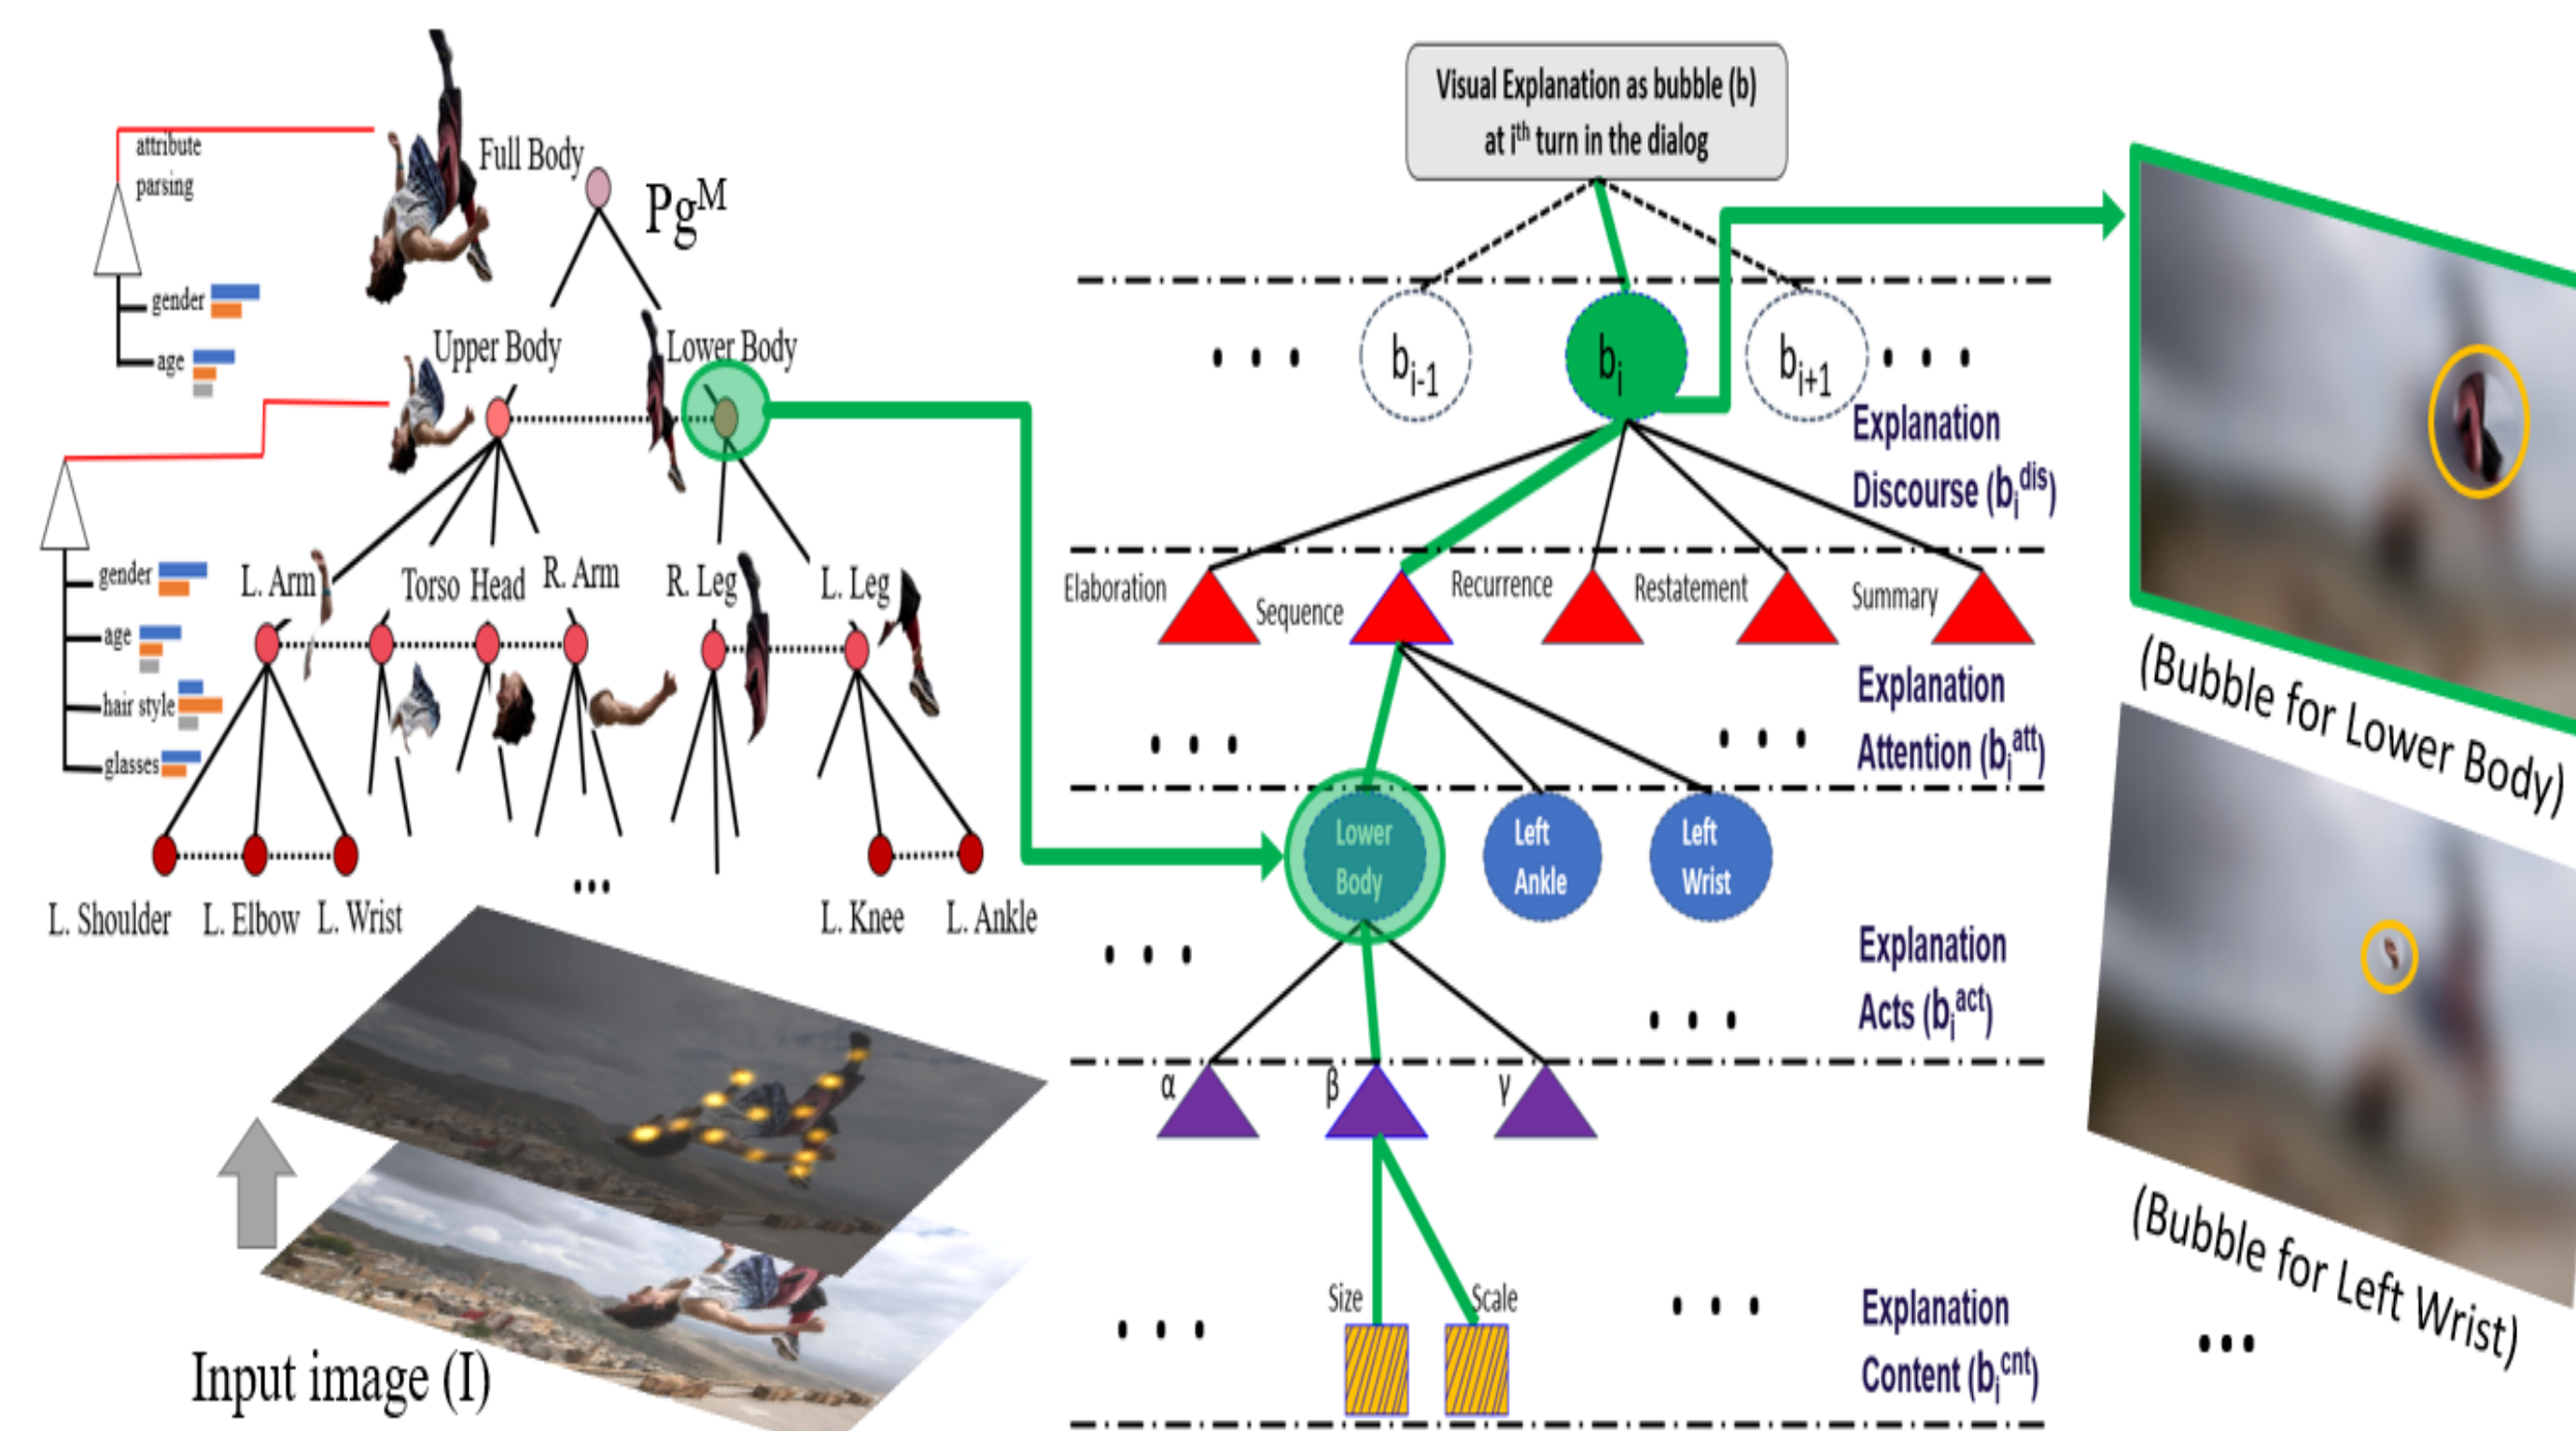 attribute
parsing
gender
age
Full Body
Pg^M
Upper Body
Lower Body
gender
age
hair style
glasses
L. Arm
Torso
Head
R. Arm
R. Leg
L. Leg
L. Shoulder
L. Elbow
L. Wrist
...
L. Knee
L. Ankle
Input image (I)
Visual Explanation as bubble (b)
at i^th turn in the dialog
. . .
b_i-1
b_i
b_i+1
. . .
Explanation
Discourse (b_i^dis)
Elaboration
Sequence
Recurrence
Restatement
Summary
. . .
. . .
Explanation
Attention (b_i^att)
Lower
Body
Left
Ankle
Left
Wrist
. . .
. . .
Explanation
Acts (b_i^act)
α
β
γ
Size
Scale
. . .
. . .
Explanation
Content (b_i^cnt)
(Bubble for Lower Body)
(Bubble for Left Wrist)
...